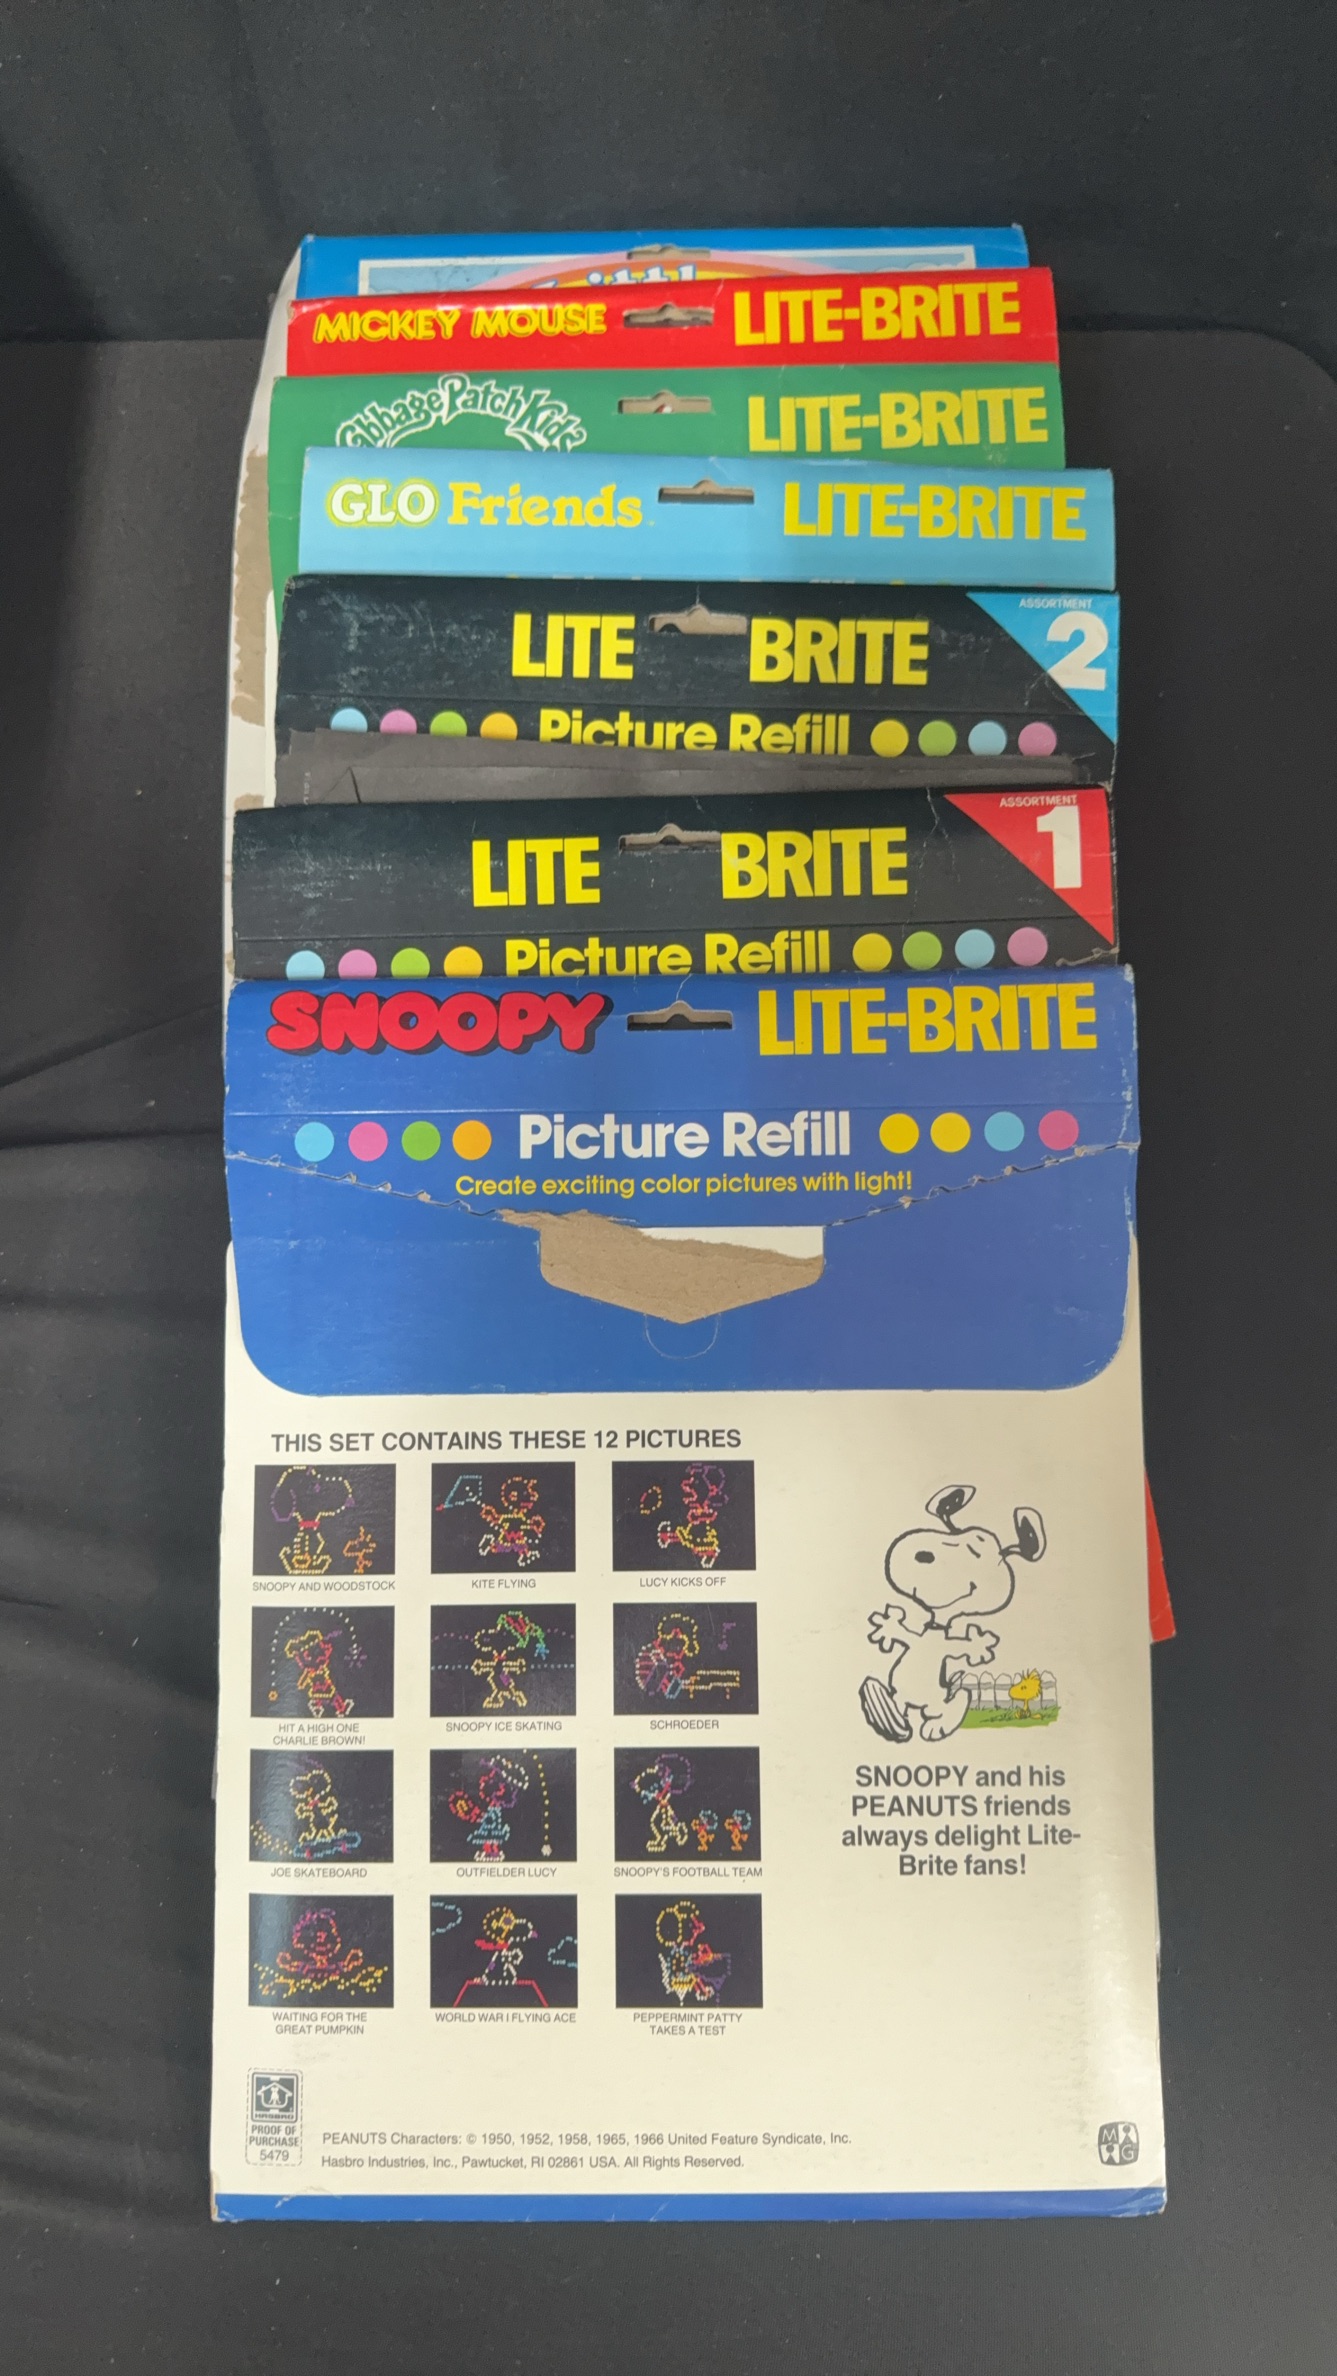 MICKEY MOUSE LITE-BRITE
Cabbage Patch Kids LITE-BRITE
GLO Friends LITE-BRITE
ASSORTMENT
2
LITE BRITE
Picture Refill
ASSORTMENT
1
LITE BRITE
Picture Refill
SNOOPY LITE-BRITE
Picture Refill
Create exciting color pictures with light!
THIS SET CONTAINS THESE 12 PICTURES
SNOOPY AND WOODSTOCK
KITE FLYING
LUCY KICKS OFF
HIT A HIGH ONE
CHARLIE BROWN!
SNOOPY ICE SKATING
SCHROEDER
JOE SKATEBOARD
OUTFIELDER LUCY
SNOOPY'S FOOTBALL TEAM
WAITING FOR THE
GREAT PUMPKIN
WORLD WAR I FLYING ACE
PEPPERMINT PATTY
TAKES A TEST
SNOOPY and his
PEANUTS friends
always delight Lite-
Brite fans!
HASBRO
PROOF OF
PURCHASE
5479
PEANUTS Characters: © 1950, 1952, 1958, 1965, 1966 United Feature Syndicate, Inc.
Hasbro Industries, Inc., Pawtucket, RI 02861 USA. All Rights Reserved.
M
G